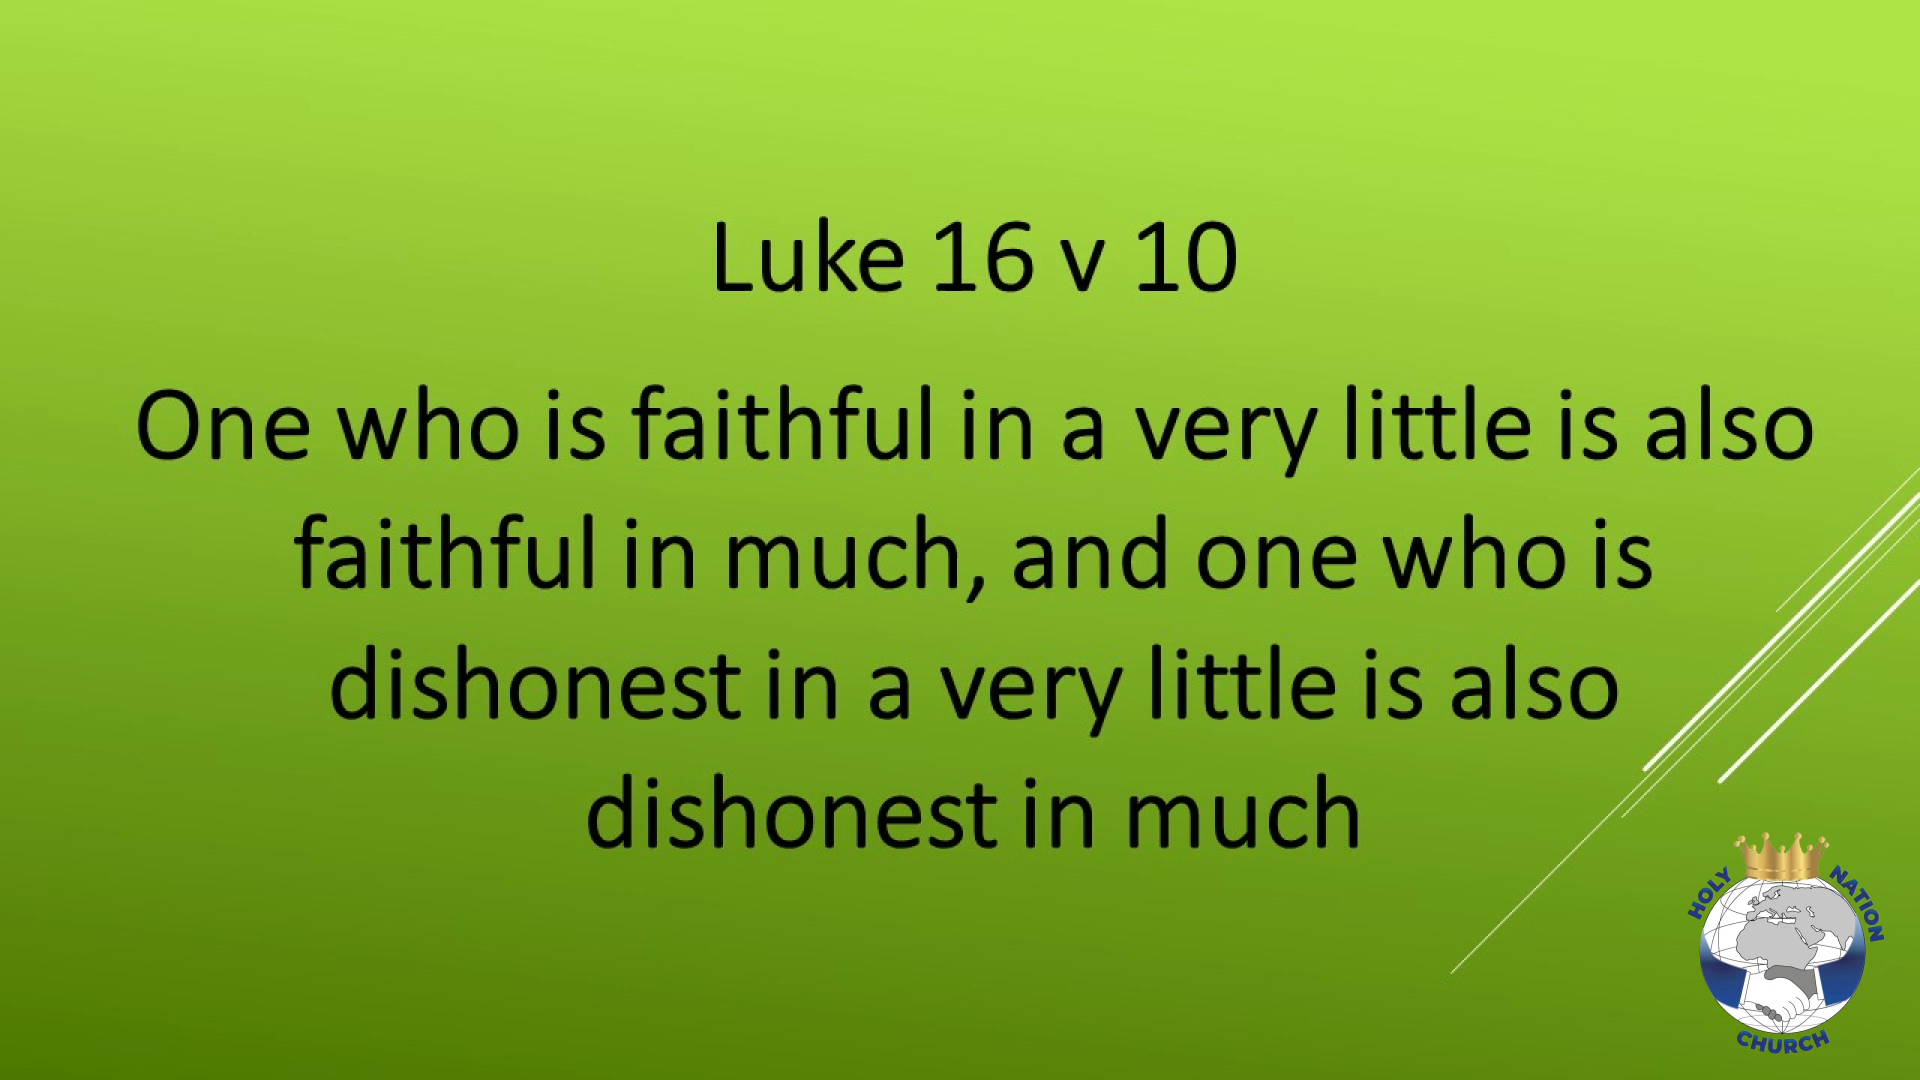 Luke 16 v 10
One who is faithful in a very little is also
faithful in much, and one who is
dishonest in a very little is also
dishonest in much
HOLY NATION
CHURCH